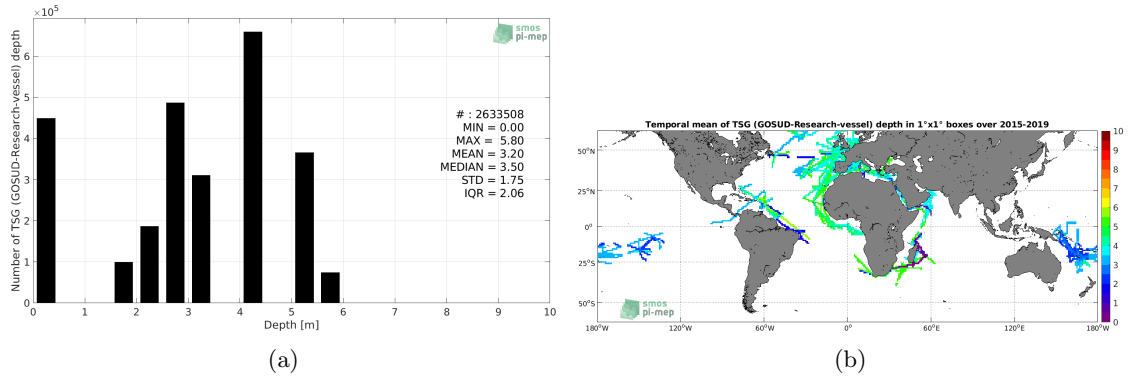 ×10⁵
smos
pi-mep
Number of TSG (GOSUD-Research-vessel) depth
6
5
4
3
2
1
0
# : 2633508
MIN = 0.00
MAX = 5.80
MEAN = 3.20
MEDIAN = 3.50
STD = 1.75
IQR = 2.06
0 1 2 3 4 5 6 7 8 9 10
Depth [m]
(a)
Temporal mean of TSG (GOSUD-Research-vessel) depth in 1°x1° boxes over 2015-2019
50°N
25°N
0°
25°S
50°S
180°W 120°W 60°W 0° 60°E 120°E 180°W
smos
pi-mep
10
9
8
7
6
5
4
3
2
1
0
(b)